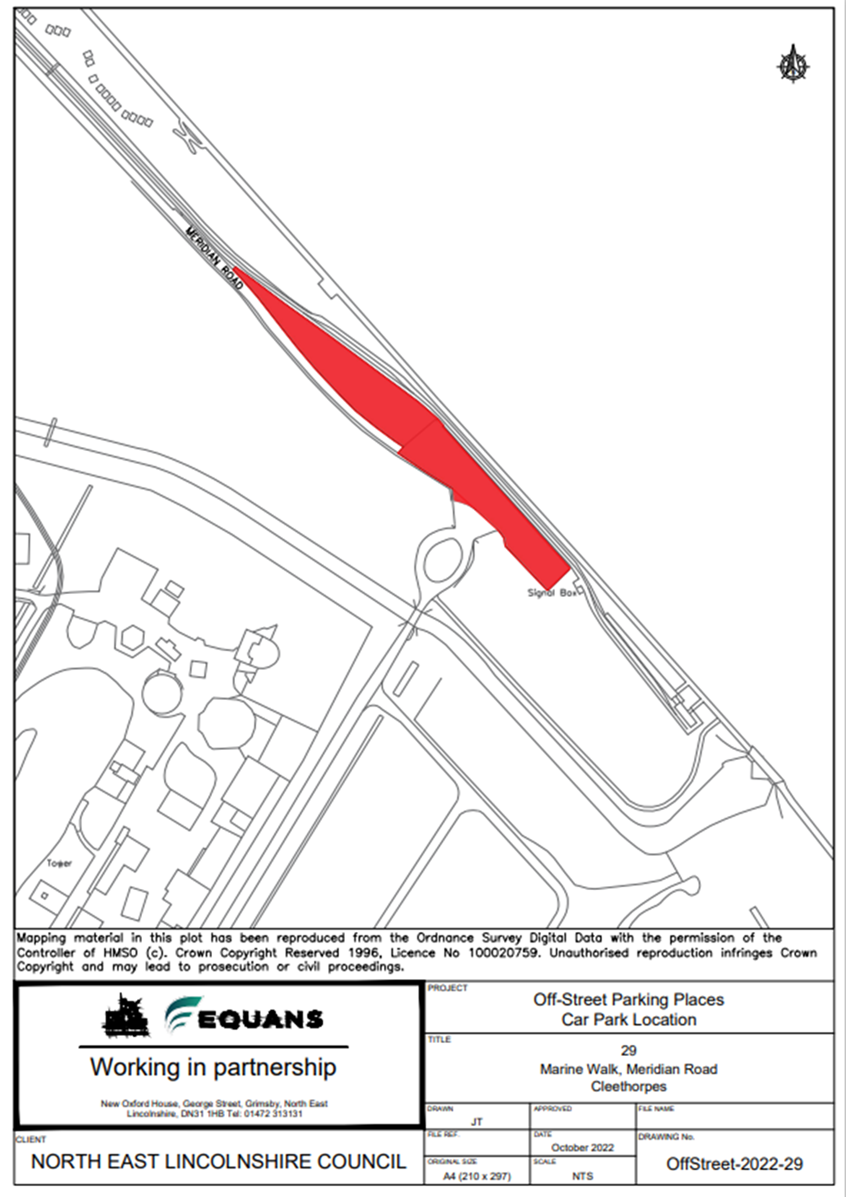 MERIDIAN ROAD
Signal Box
Tower
Mapping material in this plot has been reproduced from the Ordnance Survey Digital Data with the permission of the
Controller of HMSO (c). Crown Copyright Reserved 1996, Licence No 100020759. Unauthorised reproduction infringes Crown
Copyright and may lead to prosecution or civil proceedings.
EQUANS
Working in partnership
New Oxford House, George Street, Grimsby, North East
Lincolnshire, DN31 1HB Tel: 01472 313131
CLIENT
NORTH EAST LINCOLNSHIRE COUNCIL
PROJECT
Off-Street Parking Places
Car Park Location
TITLE
29
Marine Walk, Meridian Road
Cleethorpes
DRAWN
JT
APPROVED
FILE NAME
FILE REF.
DATE
October 2022
DRAWING No.
OffStreet-2022-29
ORIGINAL SIZE
A4 (210 x 297)
SCALE
NTS